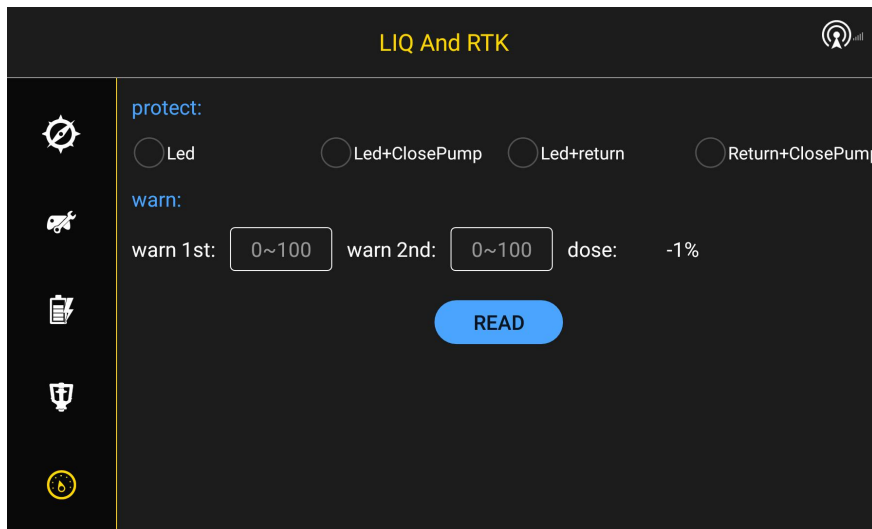 LIQ And RTK
protect:
Led Led+ClosePump Led+return Return+ClosePump
warn:
warn 1st: 0~100 warn 2nd: 0~100 dose: -1%
READ